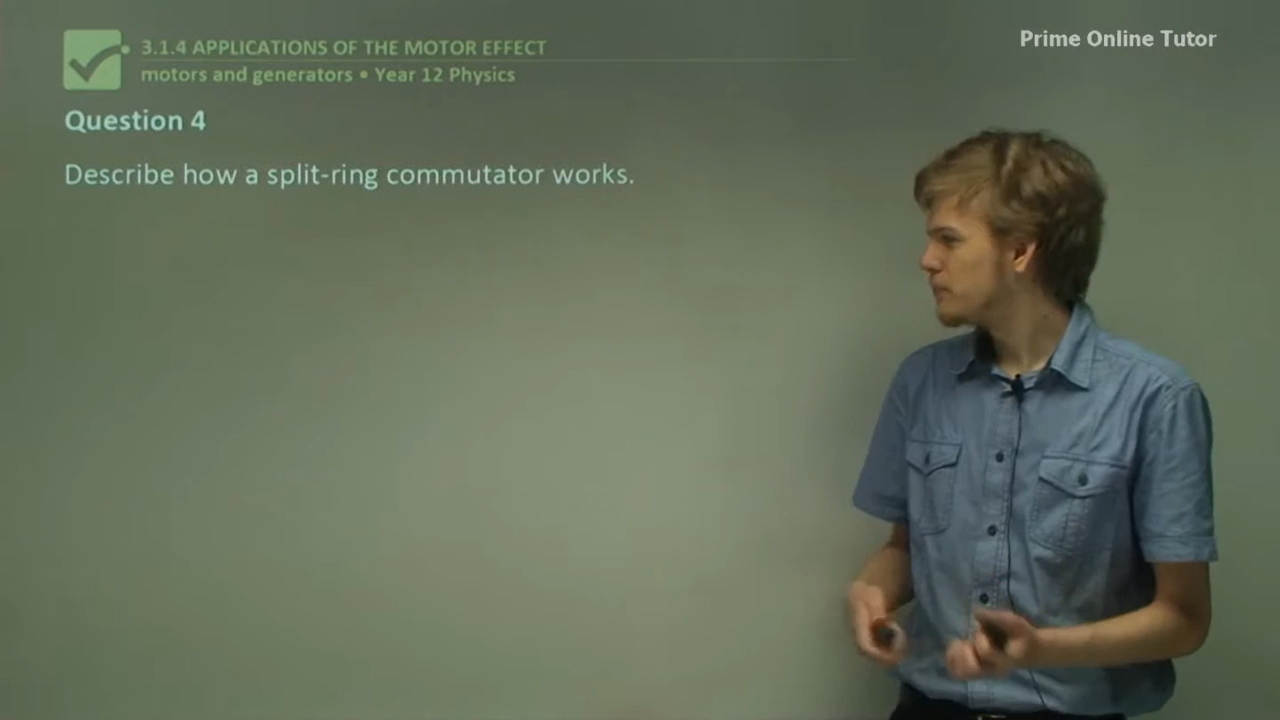 3.1.4 APPLICATIONS OF THE MOTOR EFFECT
Prime Online Tutor
motors and generators • Year 12 Physics
Question 4
Describe how a split-ring commutator works.